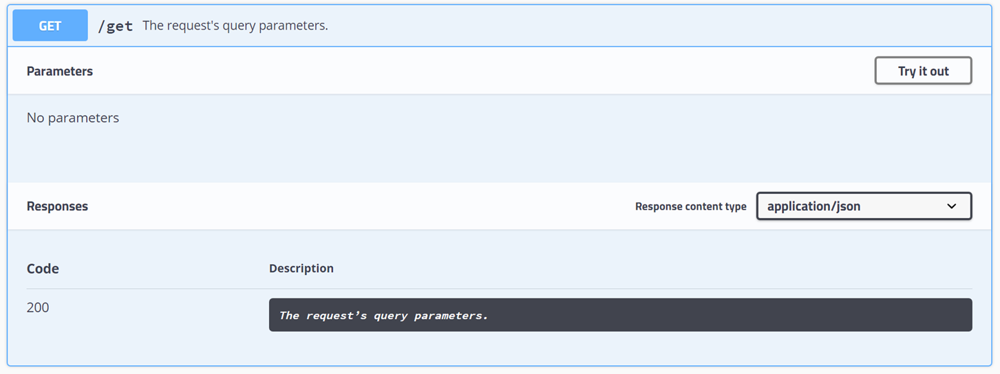 GET /get The request's query parameters.
Parameters Try it out
No parameters
Responses Response content type application/json
Code Description
200 The request’s query parameters.